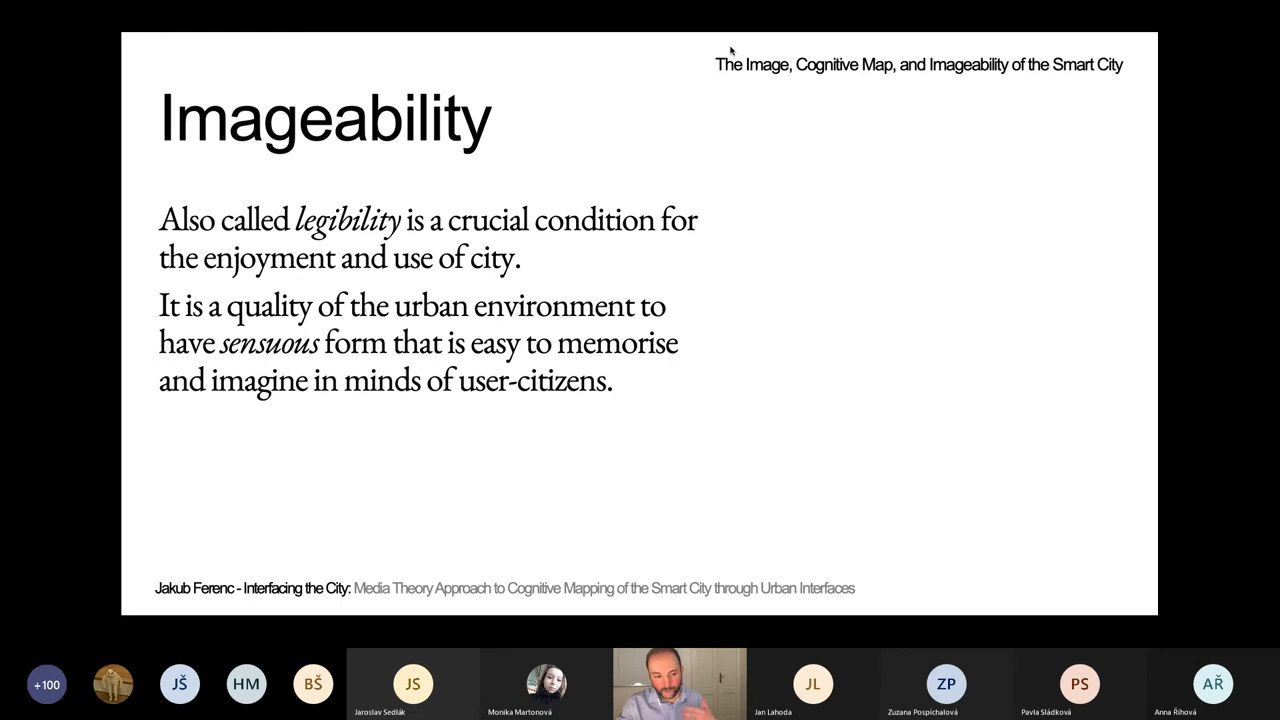 The Image, Cognitive Map, and Imageability of the Smart City
Imageability
Also called legibility is a crucial condition for
the enjoyment and use of city.
It is a quality of the urban environment to
have sensuous form that is easy to memorise
and imagine in minds of user-citizens.
Jakub Ferenc - Interfacing the City: Media Theory Approach to Cognitive Mapping of the Smart City through Urban Interfaces
+100
JŠ
HM
BŠ
JS
JL
ZP
PS
AŘ
Jaroslav Sedlák
Monika Martonová
Jan Lahoda
Zuzana Pospíchalová
Pavla Sládková
Anna Říhová